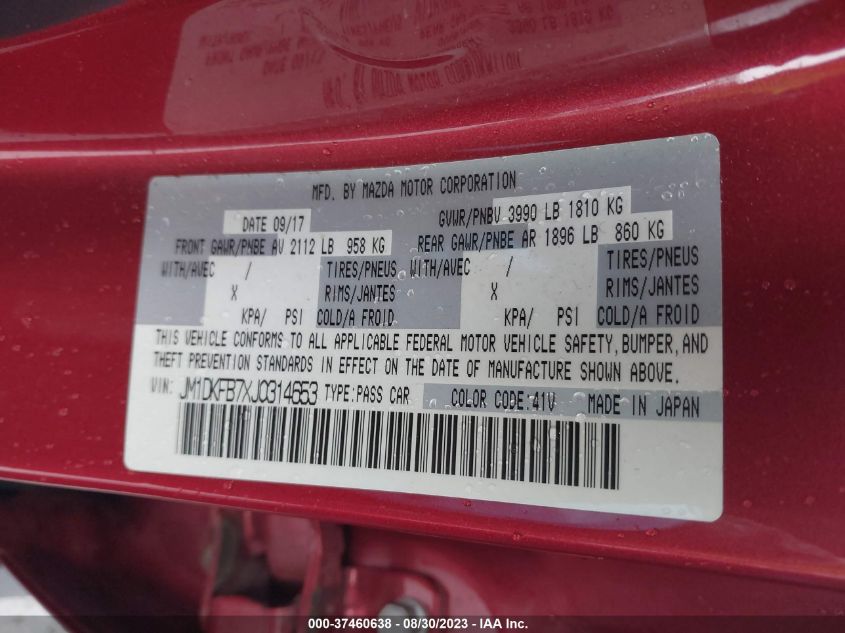 MFD. BY MAZDA MOTOR CORPORATION
DATE 09/17 GVWR/PNBV 3990 LB 1810 KG
FRONT GAWR/PNBE AV 2112 LB 958 KG REAR GAWR/PNBE AR 1896 LB 860 KG
WITH/AVEC / TIRES/PNEUS WITH/AVEC / TIRES/PNEUS
X RIMS/JANTES X RIMS/JANTES
KPA/ PSI COLD/A FROID KPA/ PSI COLD/A FROID
THIS VEHICLE CONFORMS TO ALL APPLICABLE FEDERAL MOTOR VEHICLE SAFETY, BUMPER, AND
THEFT PREVENTION STANDARDS IN EFFECT ON THE DATE OF MANUFACTURE SHOWN ABOVE.
VIN: JM1DKFB7XJ0314653 TYPE:PASS CAR COLOR CODE:41V MADE IN JAPAN
000-37460638 - 08/30/2023 - IAAI.COM